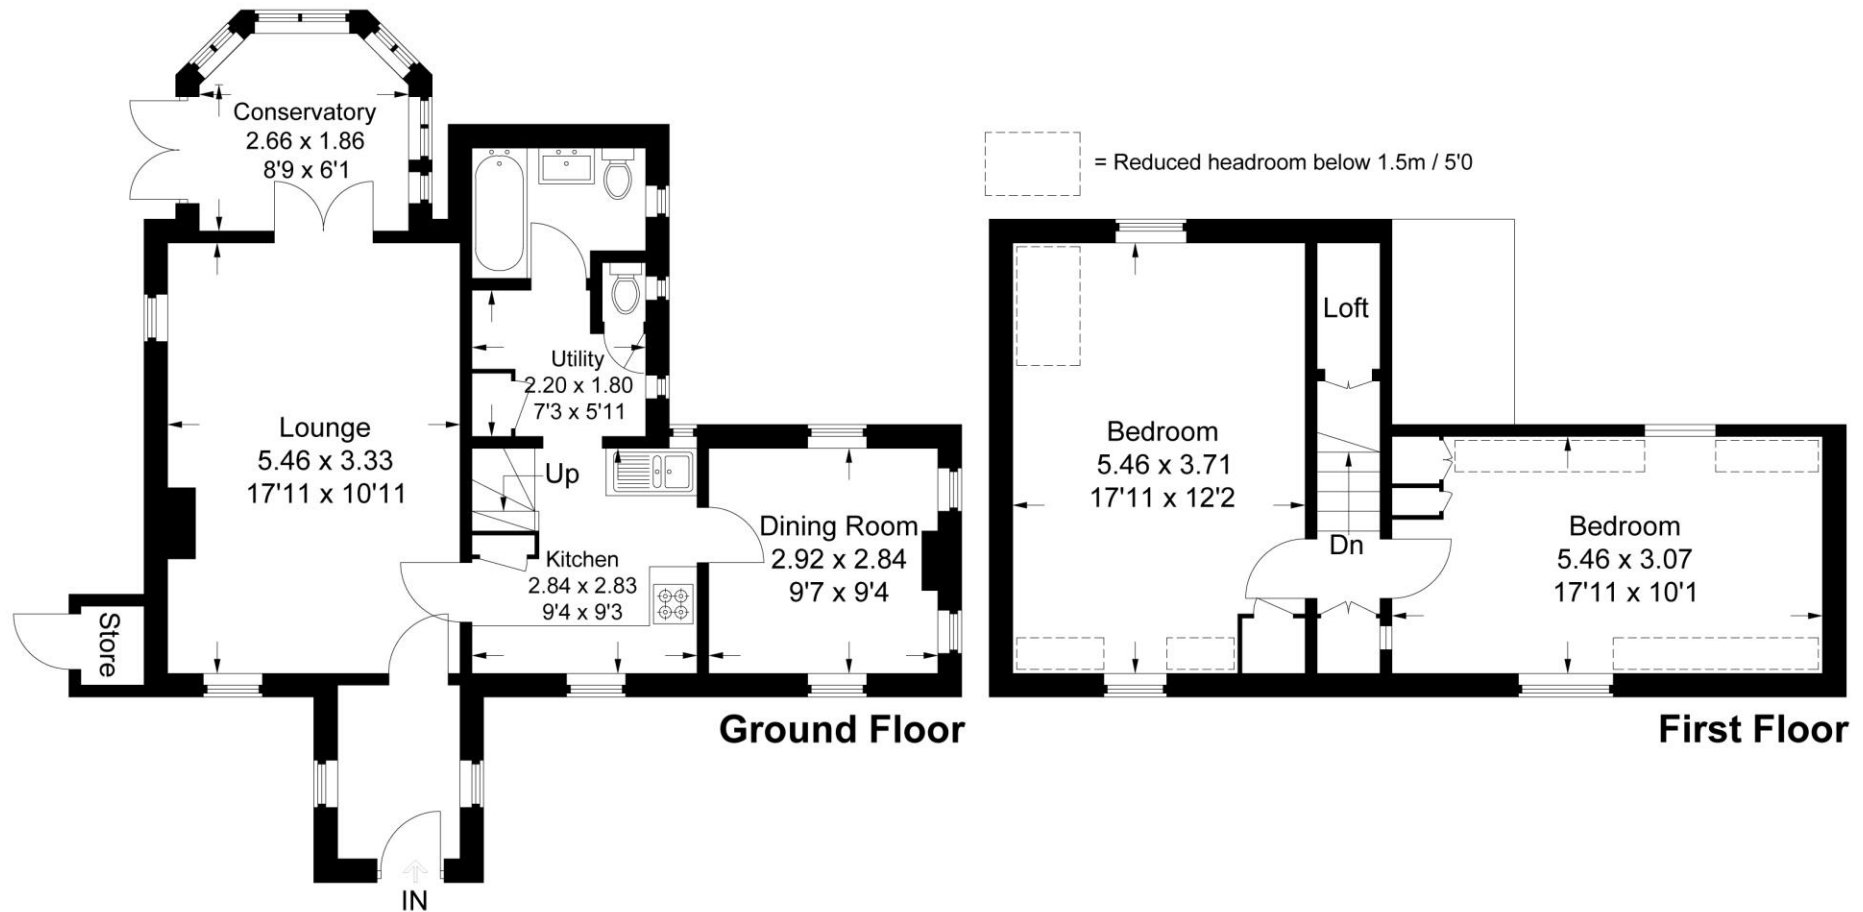 Conservatory
2.66 x 1.86
8'9 x 6'1
= Reduced headroom below 1.5m / 5'0
Utility
2.20 x 1.80
7'3 x 5'11
Lounge
5.46 x 3.33
17'11 x 10'11
Up
Kitchen
2.84 x 2.83
9'4 x 9'3
Dining Room
2.92 x 2.84
9'7 x 9'4
Store
IN
Ground Floor
Loft
Bedroom
5.46 x 3.71
17'11 x 12'2
Dn
Bedroom
5.46 x 3.07
17'11 x 10'1
First Floor